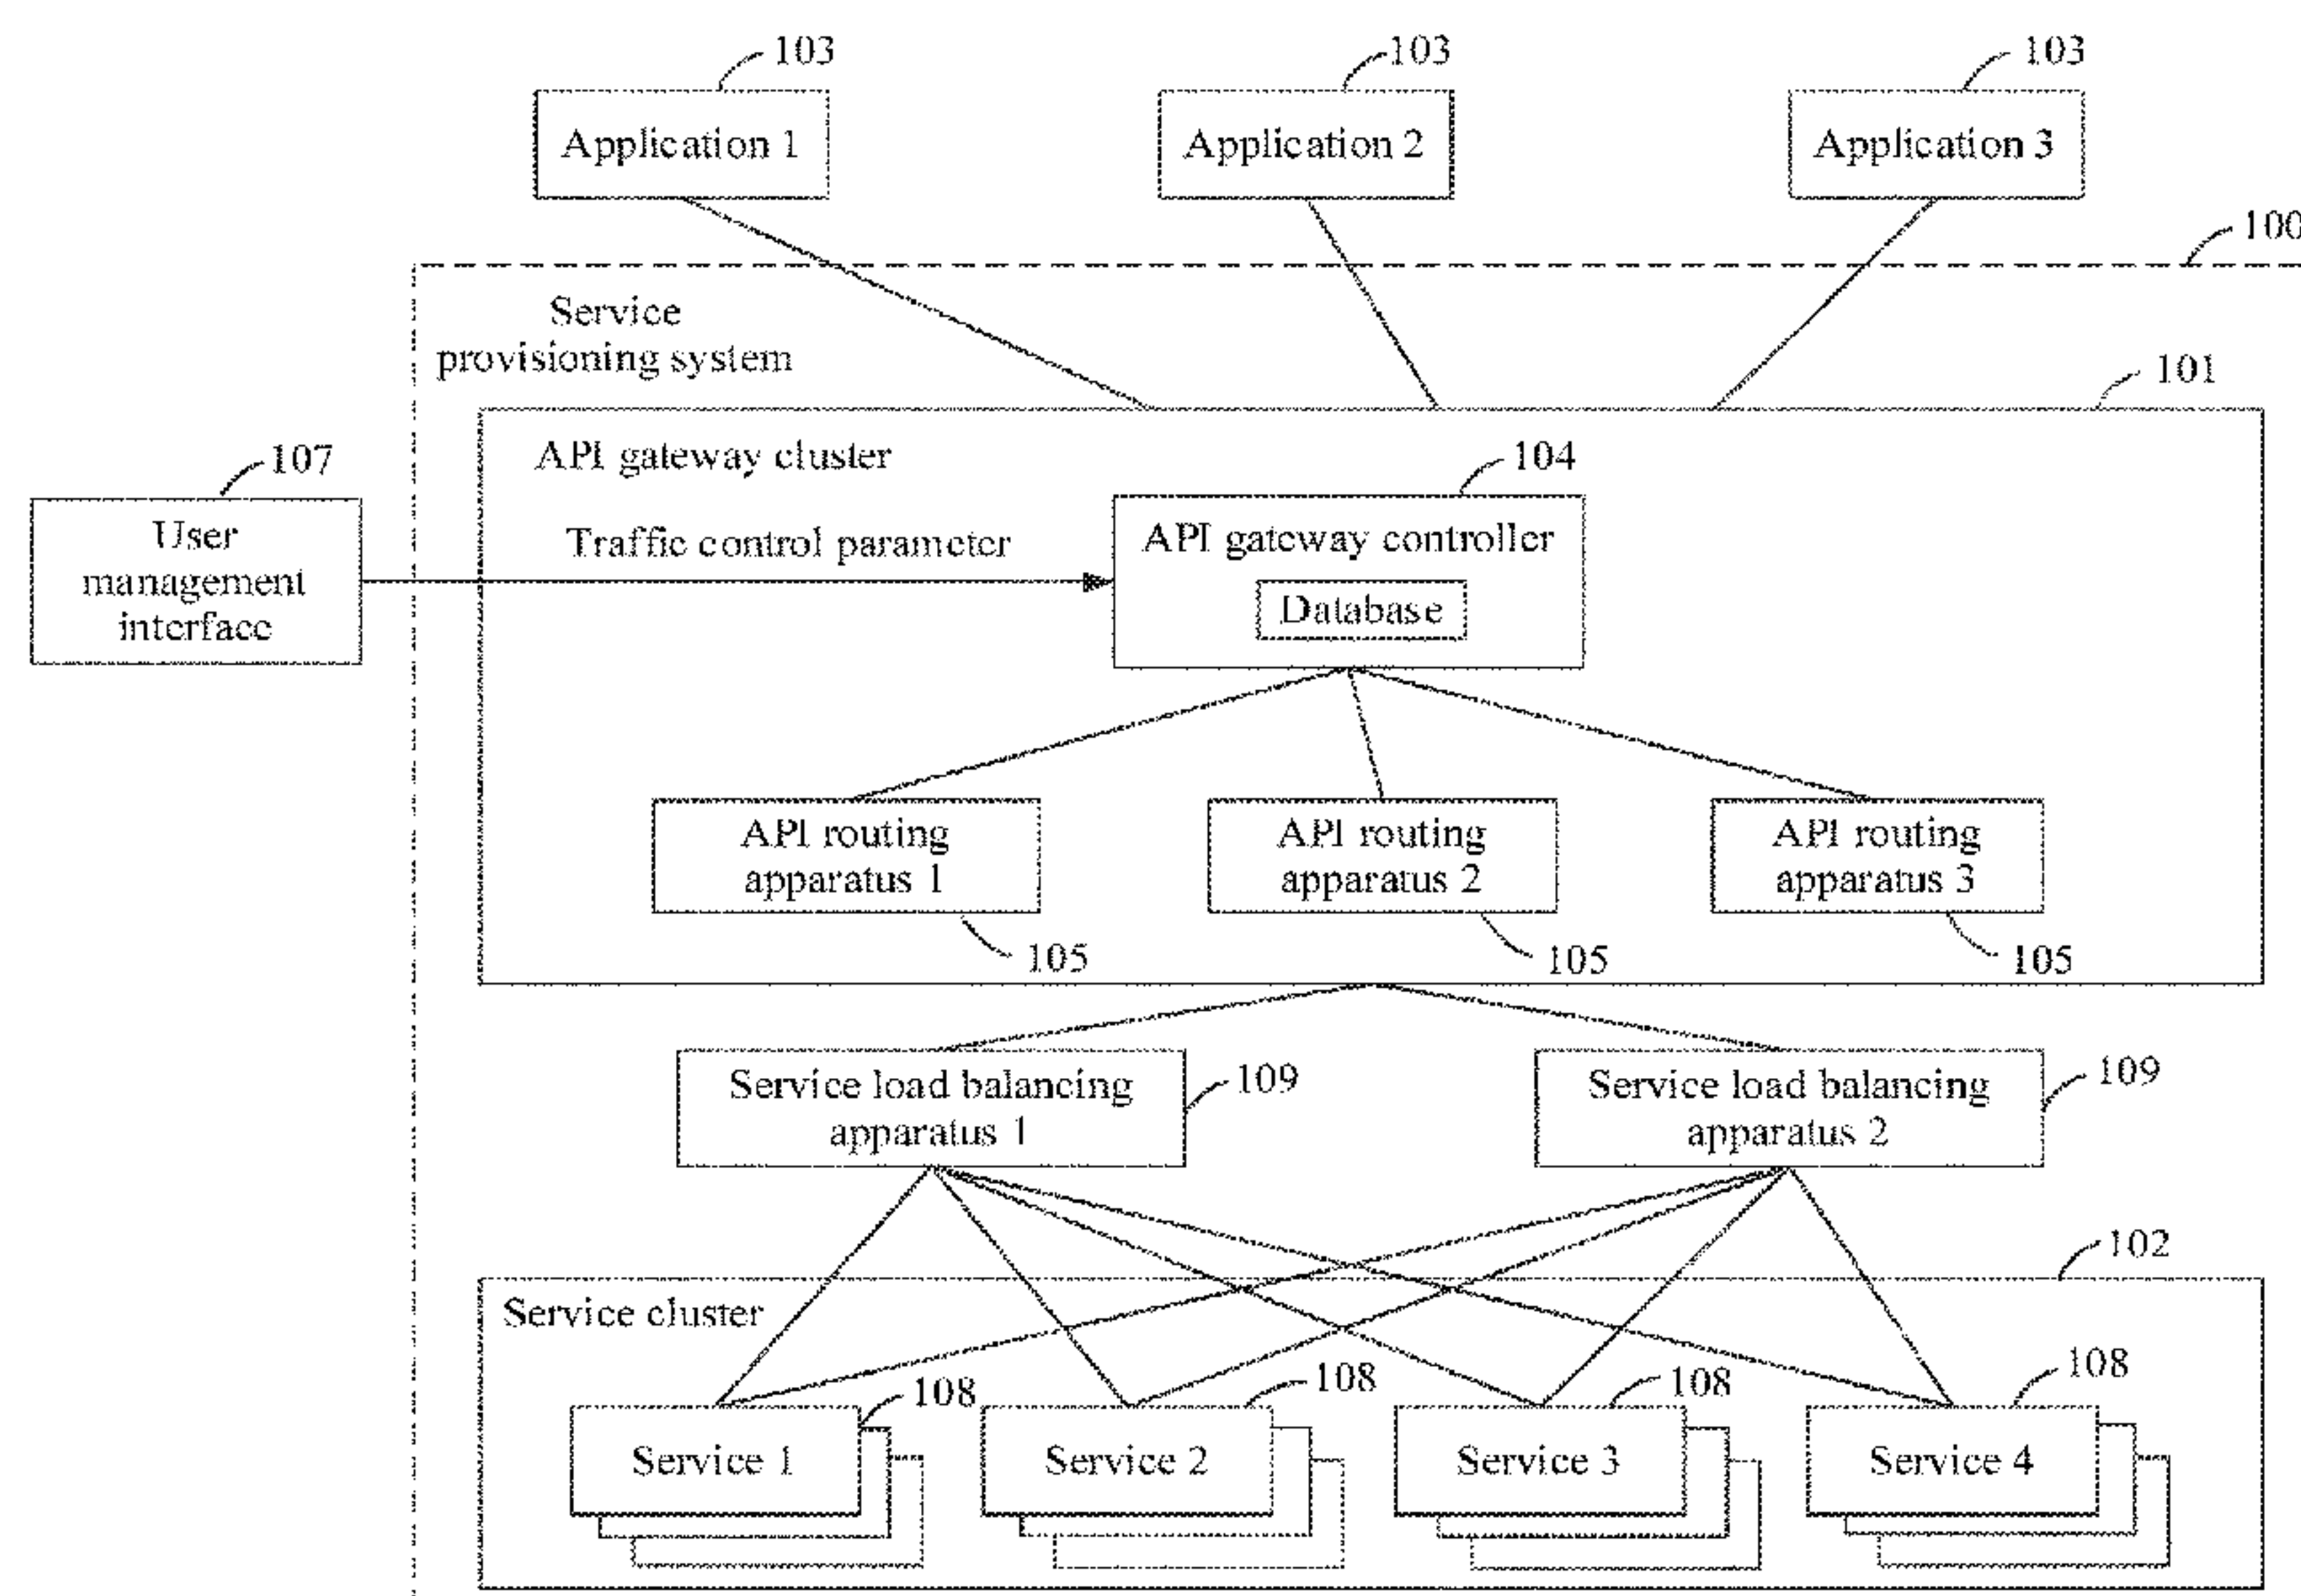 103
103
103
Application 1
Application 2
Application 3
100
Service
provisioning system
101
API gateway cluster
107
104
User
management
interface
Traffic control parameter
API gateway controller
Database
API routing
apparatus 1
API routing
apparatus 2
API routing
apparatus 3
105
105
105
Service load balancing
apparatus 1
109
Service load balancing
apparatus 2
109
102
Service cluster
108
108
108
108
Service 1
Service 2
Service 3
Service 4